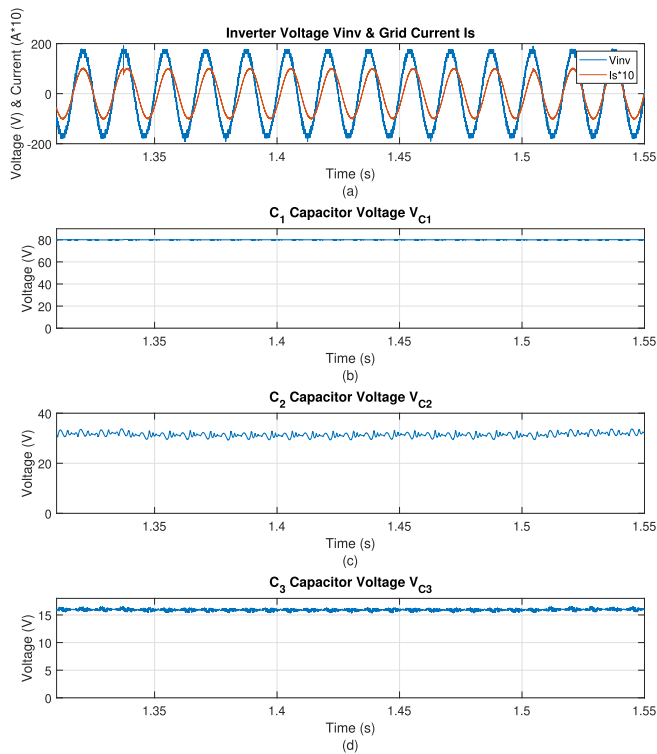 Inverter Voltage Vinv & Grid Current Is
Voltage (V) & Current (A*10)
200
0
-200
Vinv
Is*10
1.35 1.4 1.45 1.5 1.55
Time (s)
(a)
C1 Capacitor Voltage VC1
Voltage (V)
80
60
40
20
0
1.35 1.4 1.45 1.5 1.55
Time (s)
(b)
C2 Capacitor Voltage VC2
Voltage (V)
40
20
0
1.35 1.4 1.45 1.5 1.55
Time (s)
(c)
C3 Capacitor Voltage VC3
Voltage (V)
15
10
5
0
1.35 1.4 1.45 1.5 1.55
Time (s)
(d)